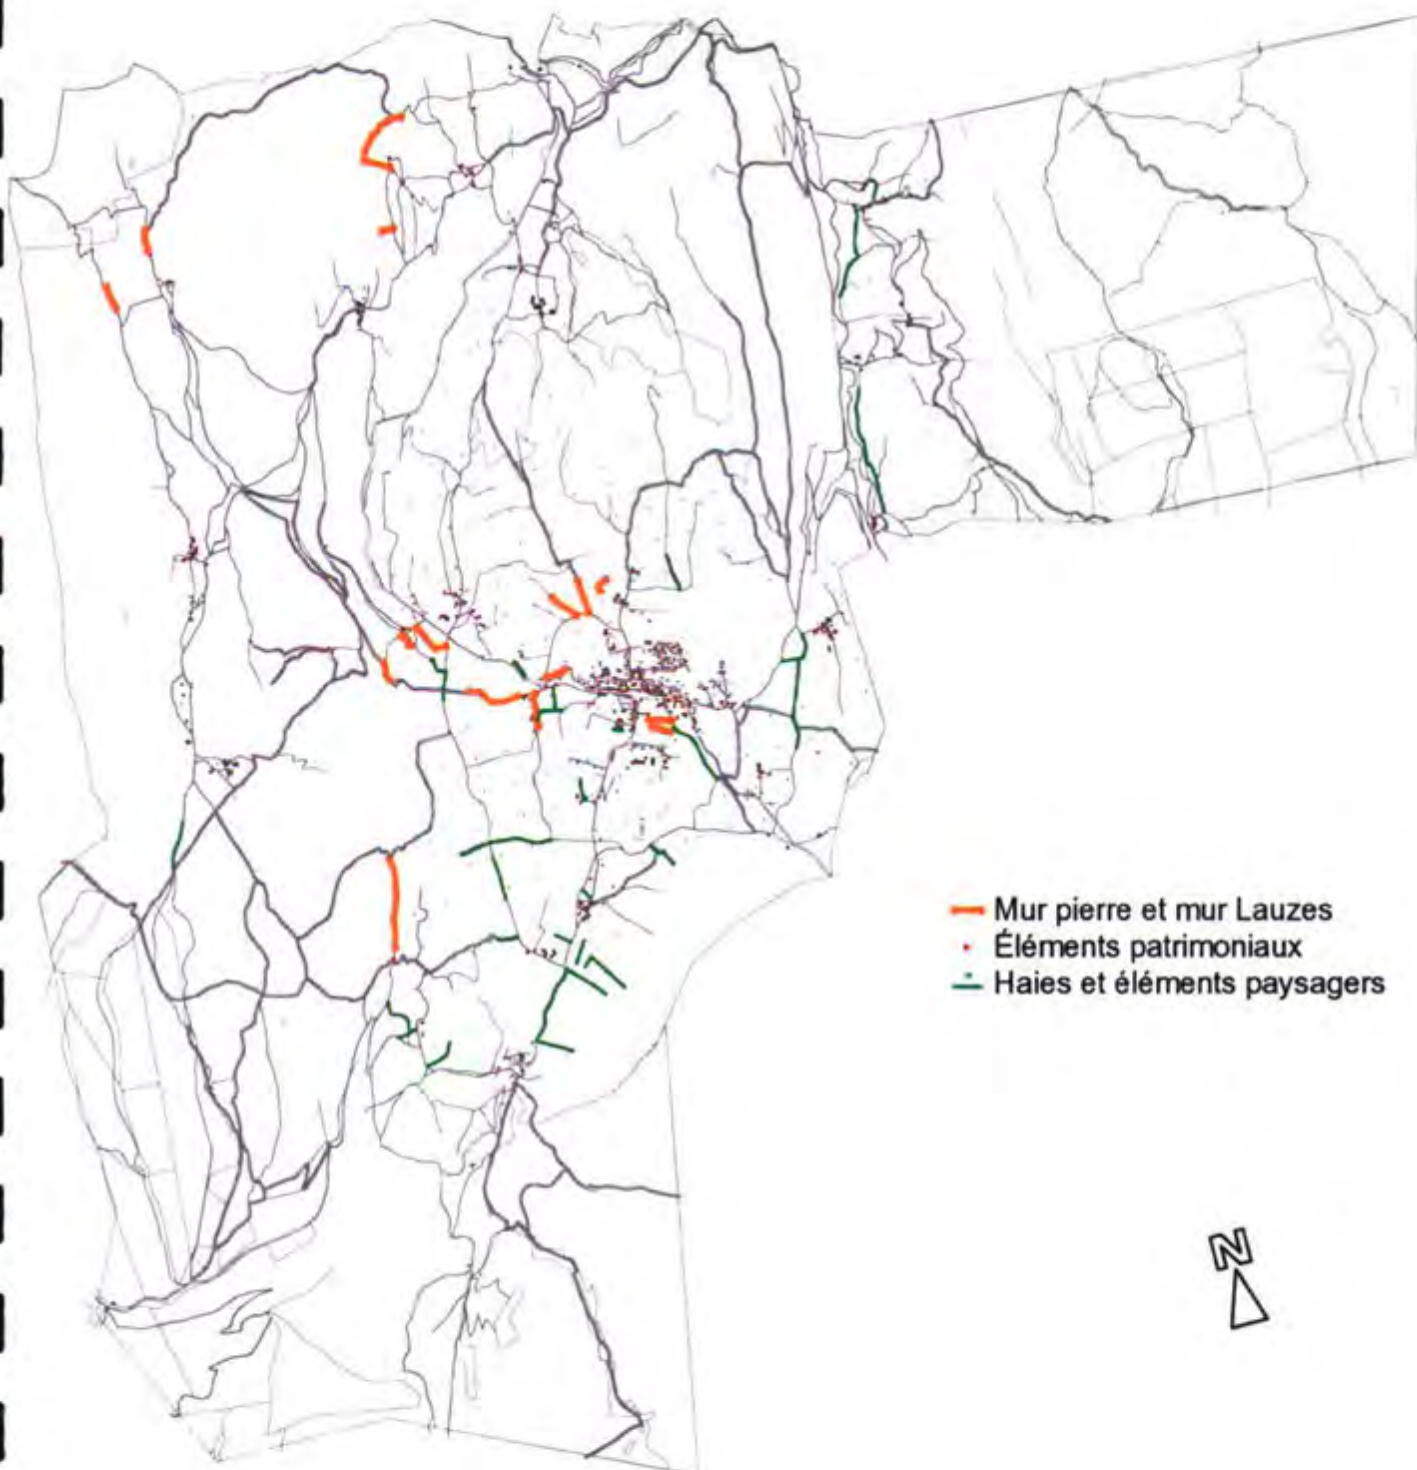 Mur pierre et mur Lauzes
Éléments patrimoniaux
Haies et éléments paysagers
N